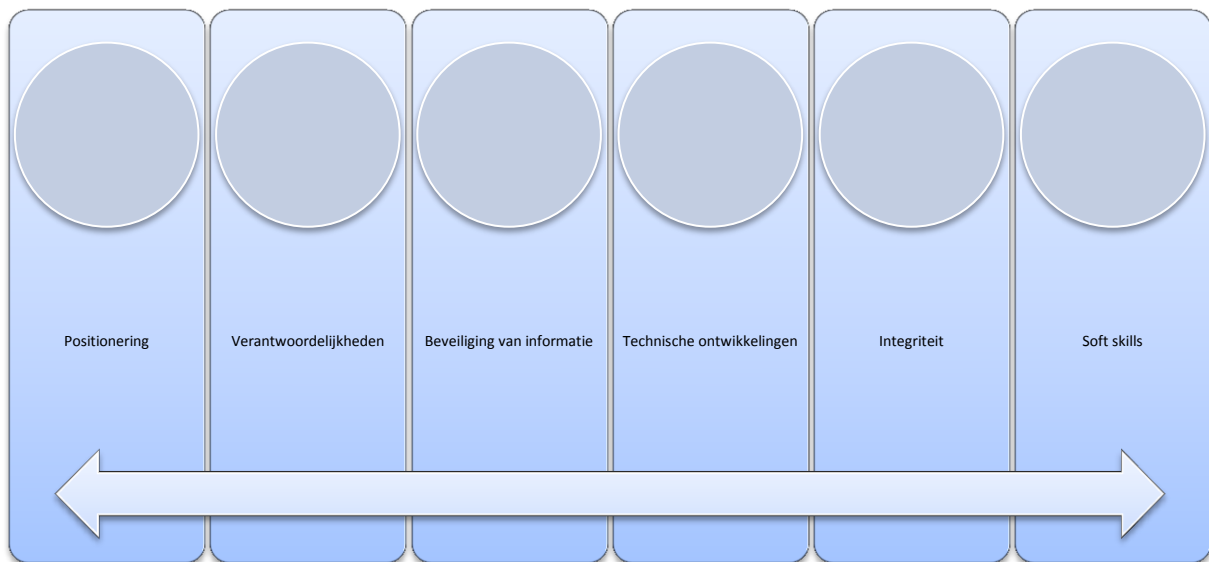 Positionering
Verantwoordelijkheden
Beveiliging van informatie
Technische ontwikkelingen
Integriteit
Soft skills